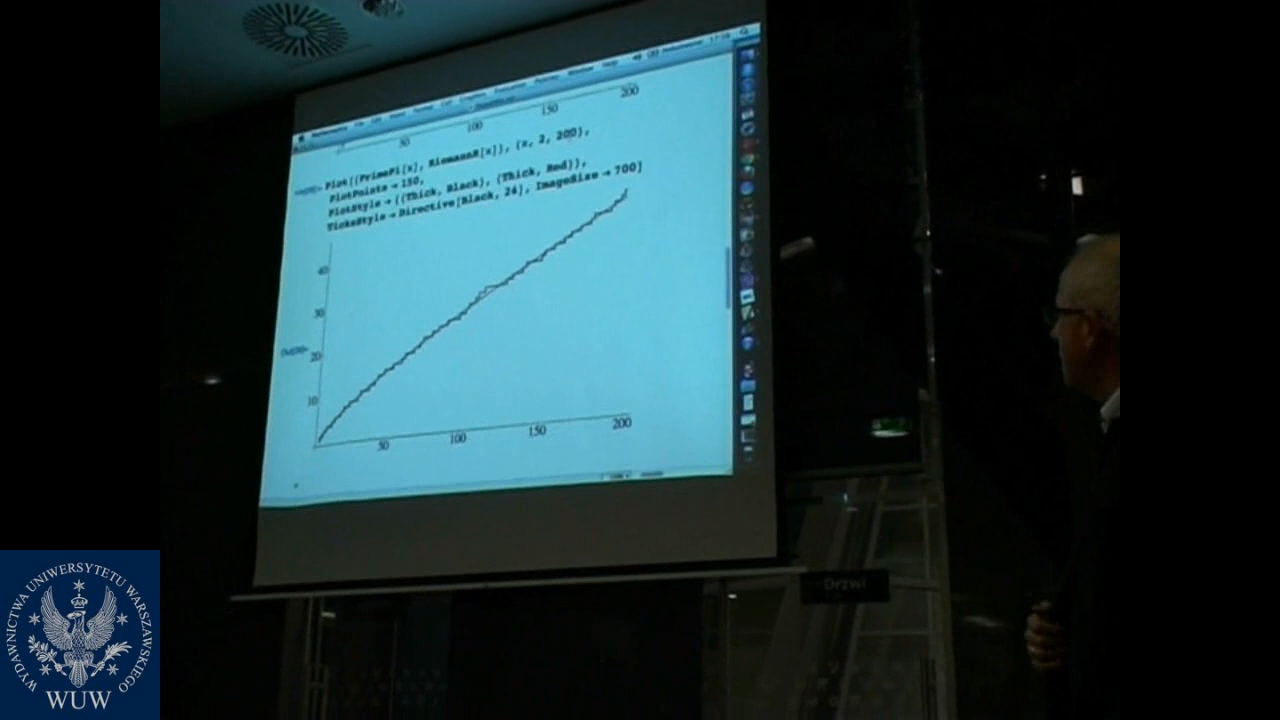 200
150
100
50
Plot[{PrimePi[x], RiemannR[x]}, {x, 2, 200},
PlotPoints → 150,
PlotStyle → {{Thick, Black}, {Thick, Red}},
TicksStyle → Directive[Black, 24], ImageSize → 700]
40
30
20
10
50
100
150
200
Drzwi
WYDAWNICTWA UNIWERSYTETU WARSZAWSKIEGO
WUW